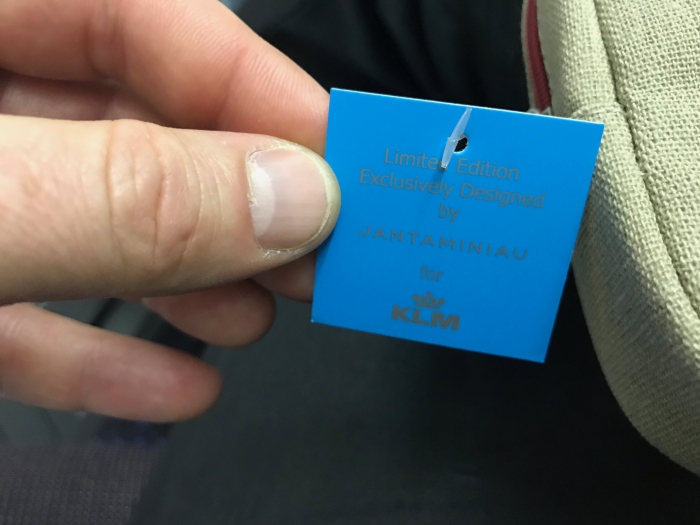 Limited Edition
Exclusively Designed
by
JANTAMINIAU
for
KLM